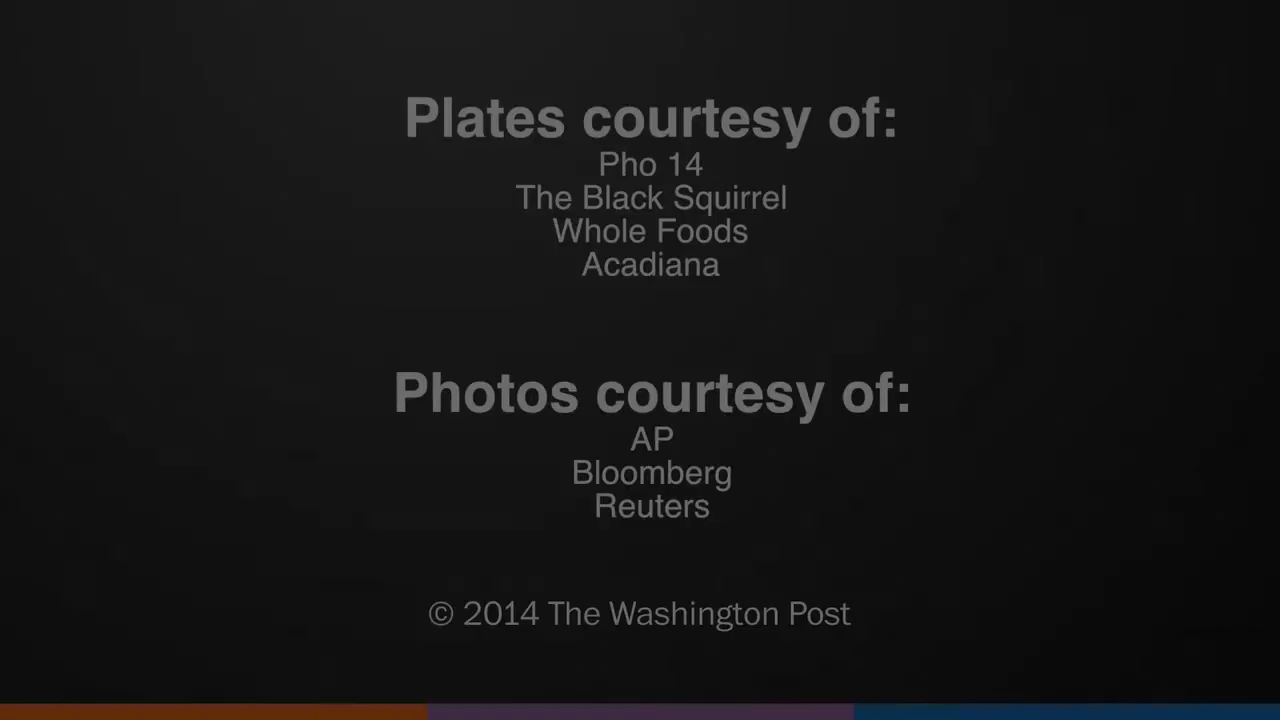 Plates courtesy of:
Pho 14
The Black Squirrel
Whole Foods
Acadiana
Photos courtesy of:
AP
Bloomberg
Reuters
© 2014 The Washington Post